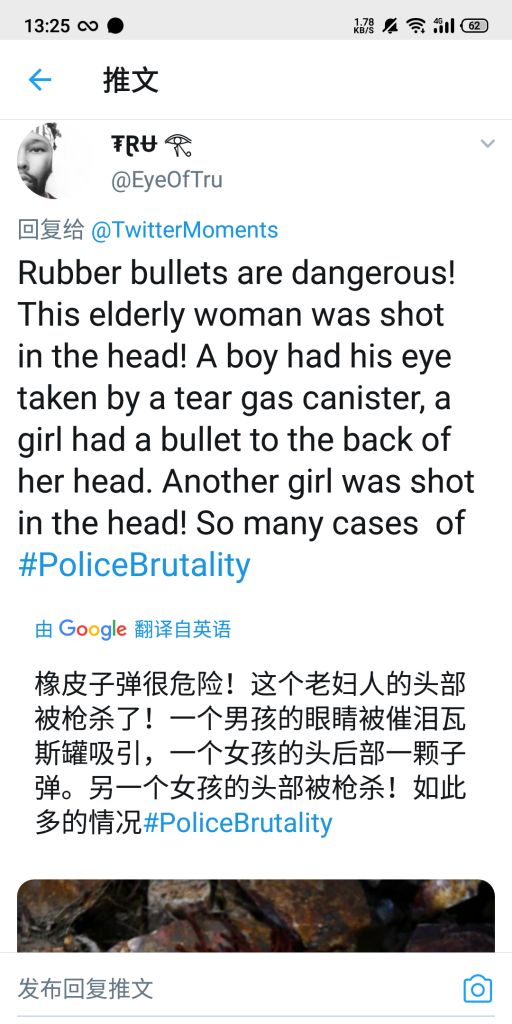 13:25
1.78
KB/S
4G
62
推文
₮ⱤɄ
@EyeOfTru
回复给 @TwitterMoments
Rubber bullets are dangerous!
This elderly woman was shot
in the head! A boy had his eye
taken by a tear gas canister, a
girl had a bullet to the back of
her head. Another girl was shot
in the head! So many cases  of
#PoliceBrutality
由 Google 翻译自英语
橡皮子弹很危险！这个老妇人的头部
被枪杀了！一个男孩的眼睛被催泪瓦
斯罐吸引，一个女孩的头后部一颗子
弹。另一个女孩的头部被枪杀！如此
多的情况#PoliceBrutality
发布回复推文